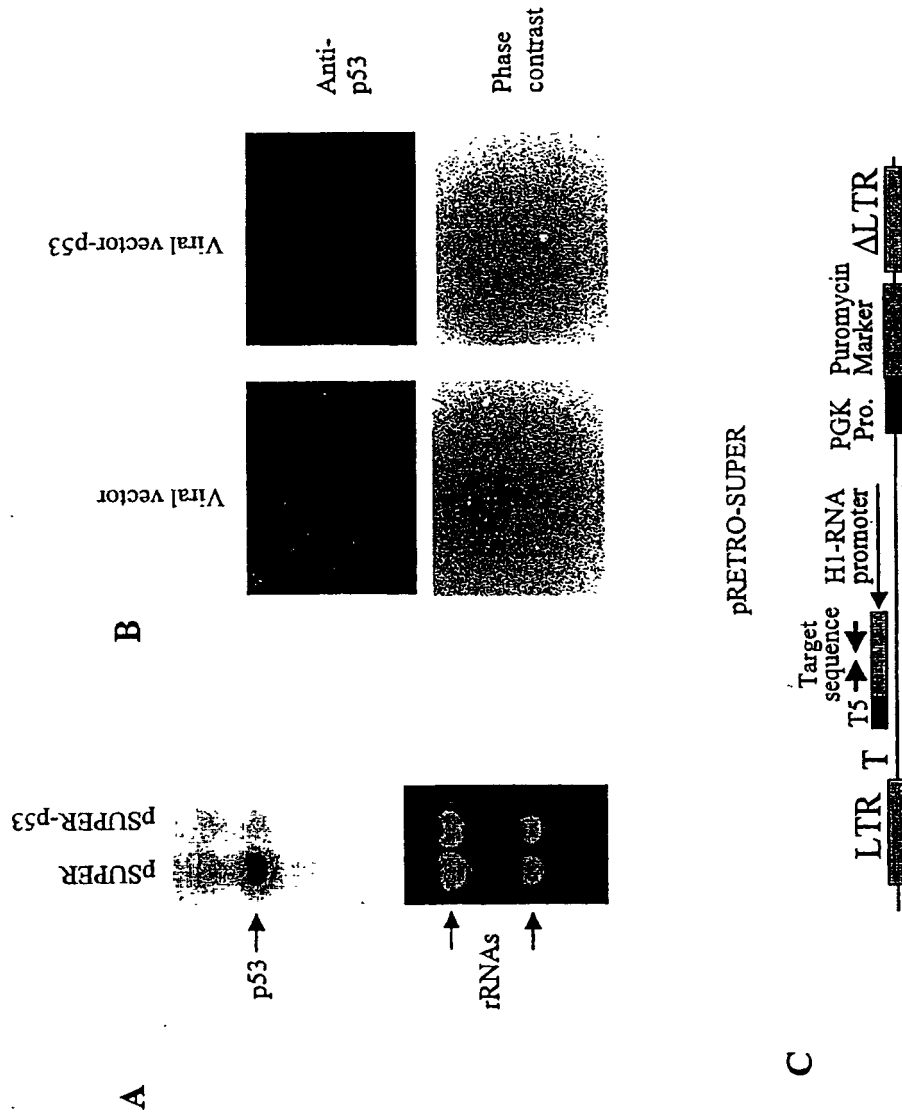 A
pSUPER
pSUPER-p53
p53
rRNAs
B
Viral vector
Viral vector-p53
Anti-
p53
Phase
contrast
C
pRETRO-SUPER
LTR
T
T5
Target
sequence
H1-RNA
promoter
PGK
Pro.
Puromycin
Marker
ΔLTR